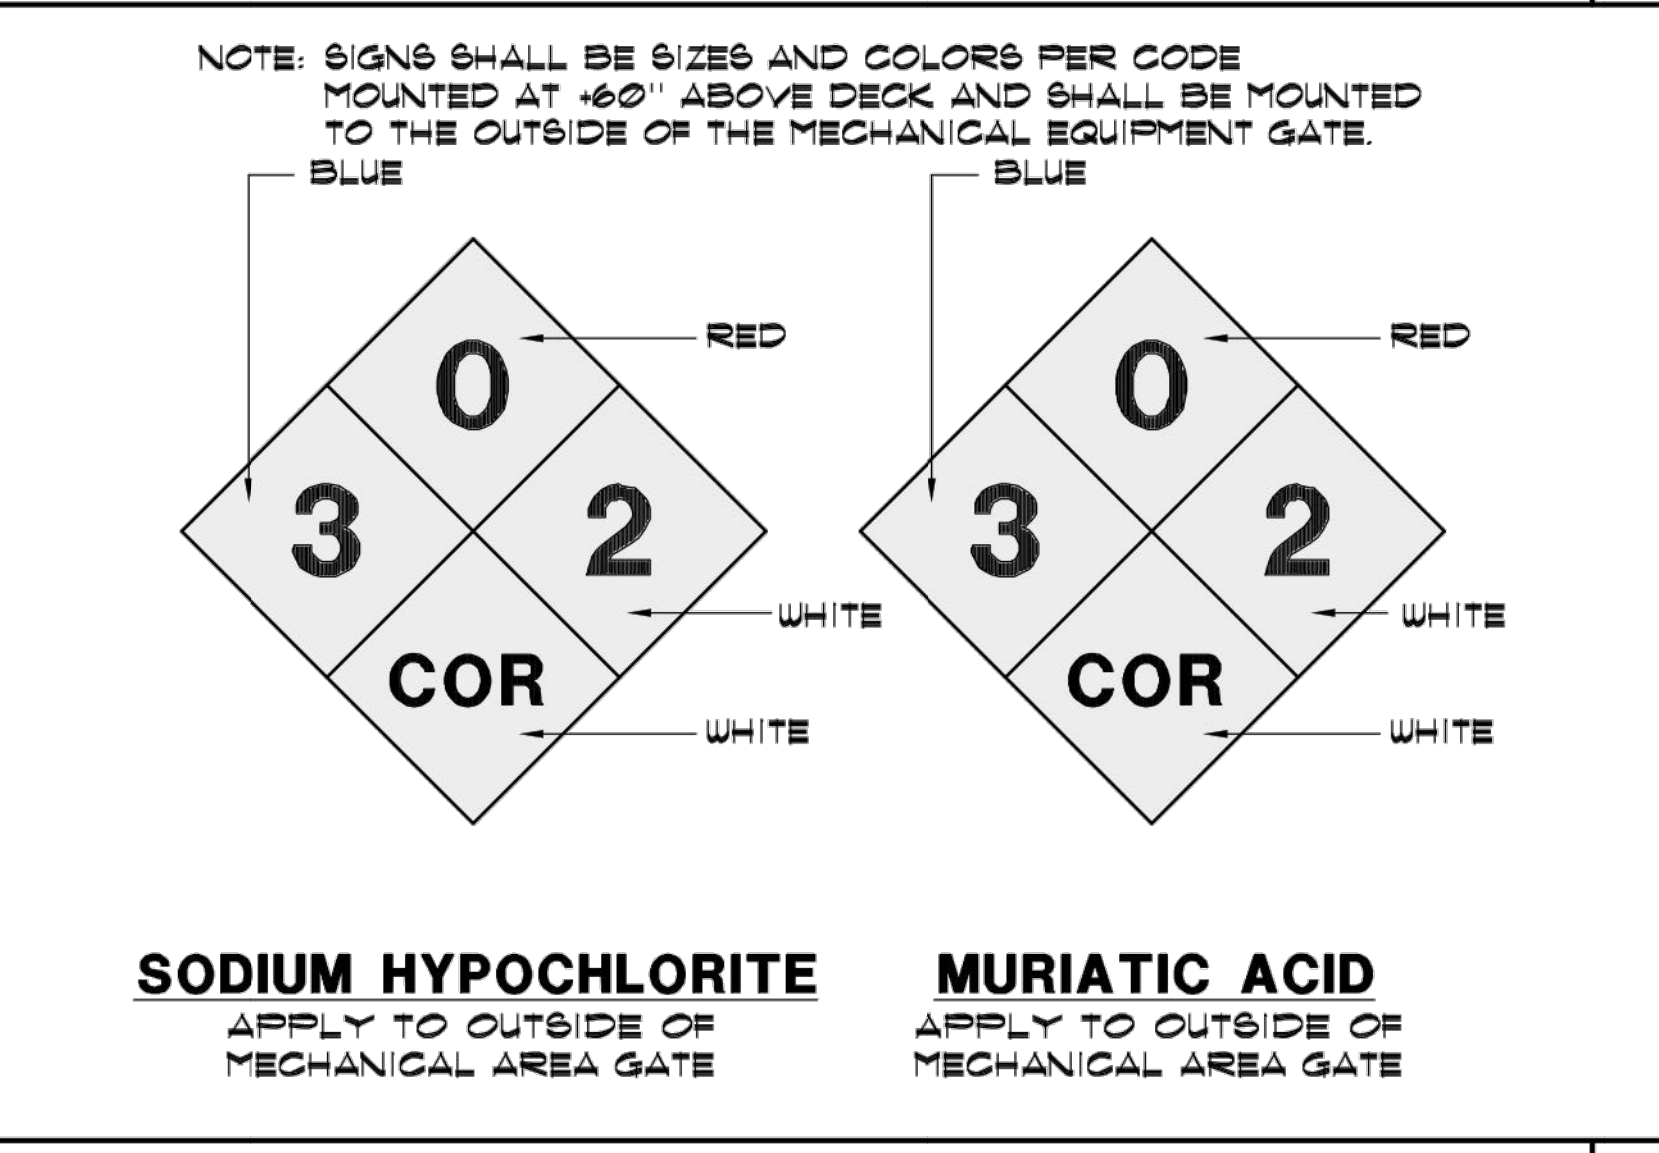 NOTE: SIGNS SHALL BE SIZES AND COLORS PER CODE
MOUNTED AT +60" ABOVE DECK AND SHALL BE MOUNTED
TO THE OUTSIDE OF THE MECHANICAL EQUIPMENT GATE.
BLUE
RED
0
3
2
WHITE
COR
WHITE
SODIUM HYPOCHLORITE
APPLY TO OUTSIDE OF
MECHANICAL AREA GATE
BLUE
RED
0
3
2
WHITE
COR
WHITE
MURIATIC ACID
APPLY TO OUTSIDE OF
MECHANICAL AREA GATE